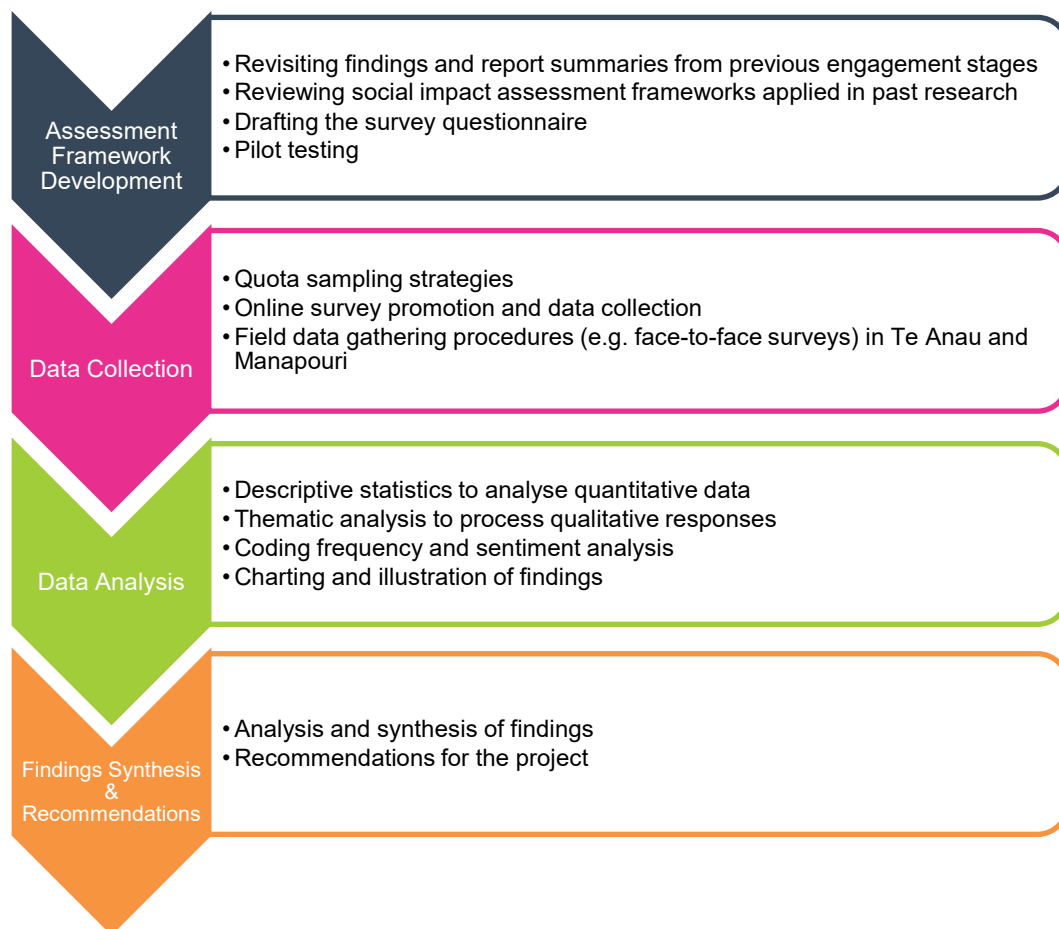 Assessment
Framework
Development
• Revisiting findings and report summaries from previous engagement stages
• Reviewing social impact assessment frameworks applied in past research
• Drafting the survey questionnaire
• Pilot testing
Data Collection
• Quota sampling strategies
• Online survey promotion and data collection
• Field data gathering procedures (e.g. face-to-face surveys) in Te Anau and
Manapouri
Data Analysis
• Descriptive statistics to analyse quantitative data
• Thematic analysis to process qualitative responses
• Coding frequency and sentiment analysis
• Charting and illustration of findings
Findings Synthesis
&
Recommendations
• Analysis and synthesis of findings
• Recommendations for the project